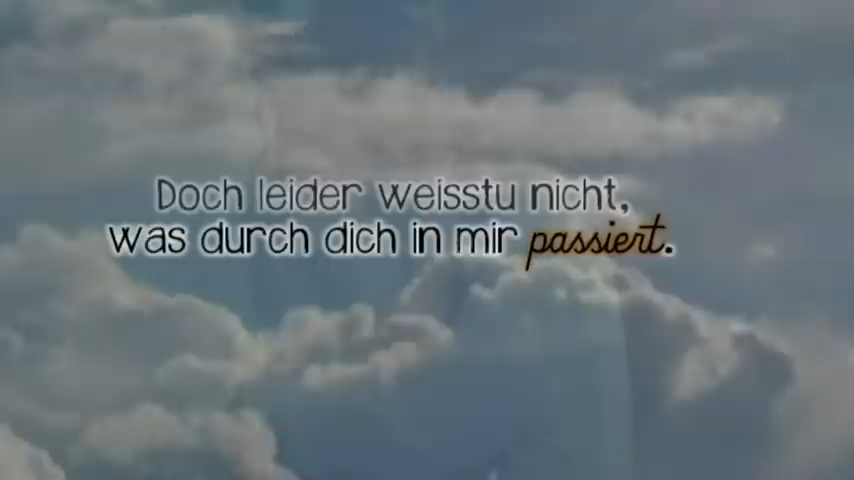 Doch leider weisstu nicht,
was durch dich in mir passiert.